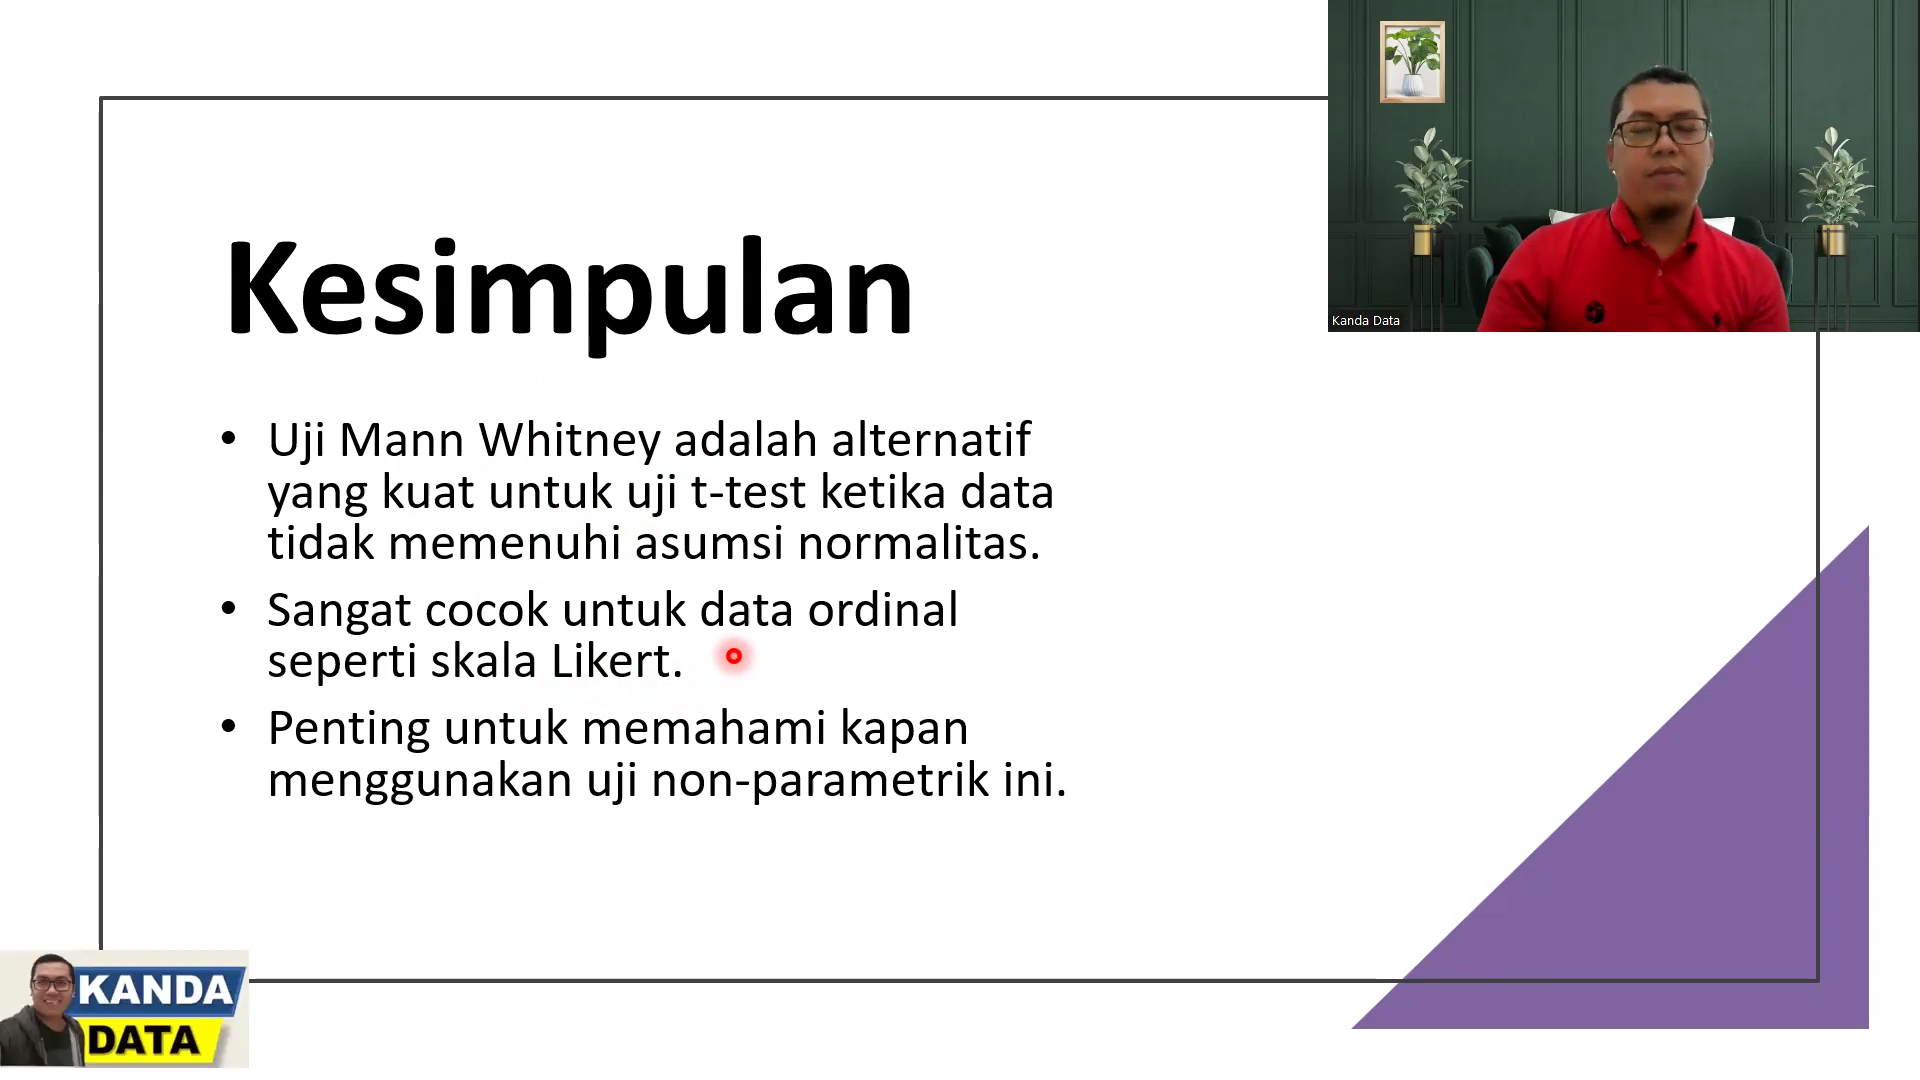 Kesimpulan
• Uji Mann Whitney adalah alternatif
yang kuat untuk uji t-test ketika data
tidak memenuhi asumsi normalitas.
• Sangat cocok untuk data ordinal
seperti skala Likert.
• Penting untuk memahami kapan
menggunakan uji non-parametrik ini.
Kanda Data
KANDA
DATA